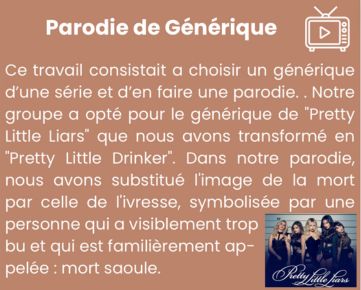 Parodie de Générique
Ce travail consistait a choisir un générique
d’une série et d’en faire une parodie. . Notre
groupe a opté pour le générique de "Pretty
Little Liars" que nous avons transformé en
"Pretty Little Drinker". Dans notre parodie,
nous avons substitué l'image de la mort
par celle de l'ivresse, symbolisée par une
personne qui a visiblement trop
bu et qui est familièrement ap-
pelée : mort saoule.
Pretty Little Liars